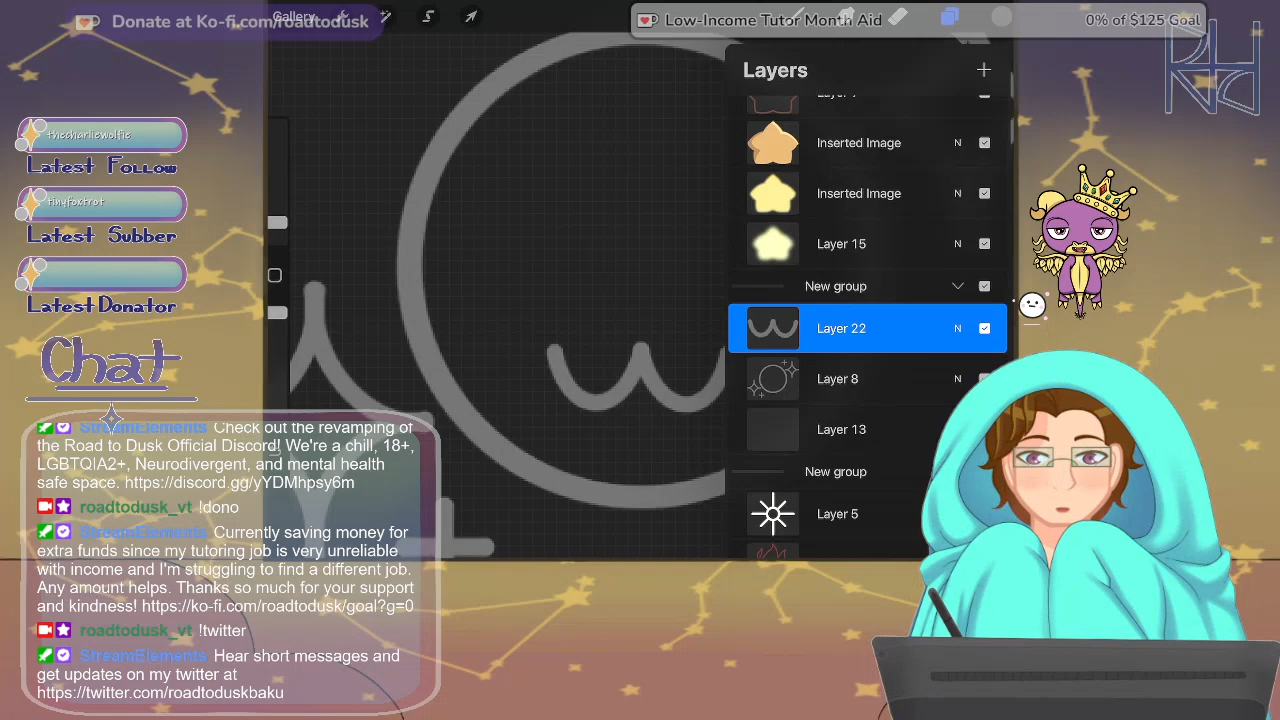 Donate at Ko-fi.com/roadtodusk
Gallery
Low-Income Tutor Month Aid
0% of $125 Goal
Layers
Inserted Image N
Inserted Image N
Layer 15 N
New group
Layer 22 N
Layer 8 N
Layer 13
New group
Layer 5
thecharliewolfie
Latest Follow
tinyfoxtrot
Latest Subber
Latest Donator
Chat
StreamElements Check out the revamping of
the Road to Dusk Official Discord! We're a chill, 18+,
LGBTQIA2+, Neurodivergent, and mental health
safe space. https://discord.gg/yYDMhpsy6m
roadtodusk_vt !dono
StreamElements Currently saving money for
extra funds since my tutoring job is very unreliable
with income and I'm struggling to find a different job.
Any amount helps. Thanks so much for your support
and kindness! https://ko-fi.com/roadtodusk/goal?g=0
roadtodusk_vt !twitter
StreamElements Hear short messages and
get updates on my twitter at
https://twitter.com/roadtoduskbaku